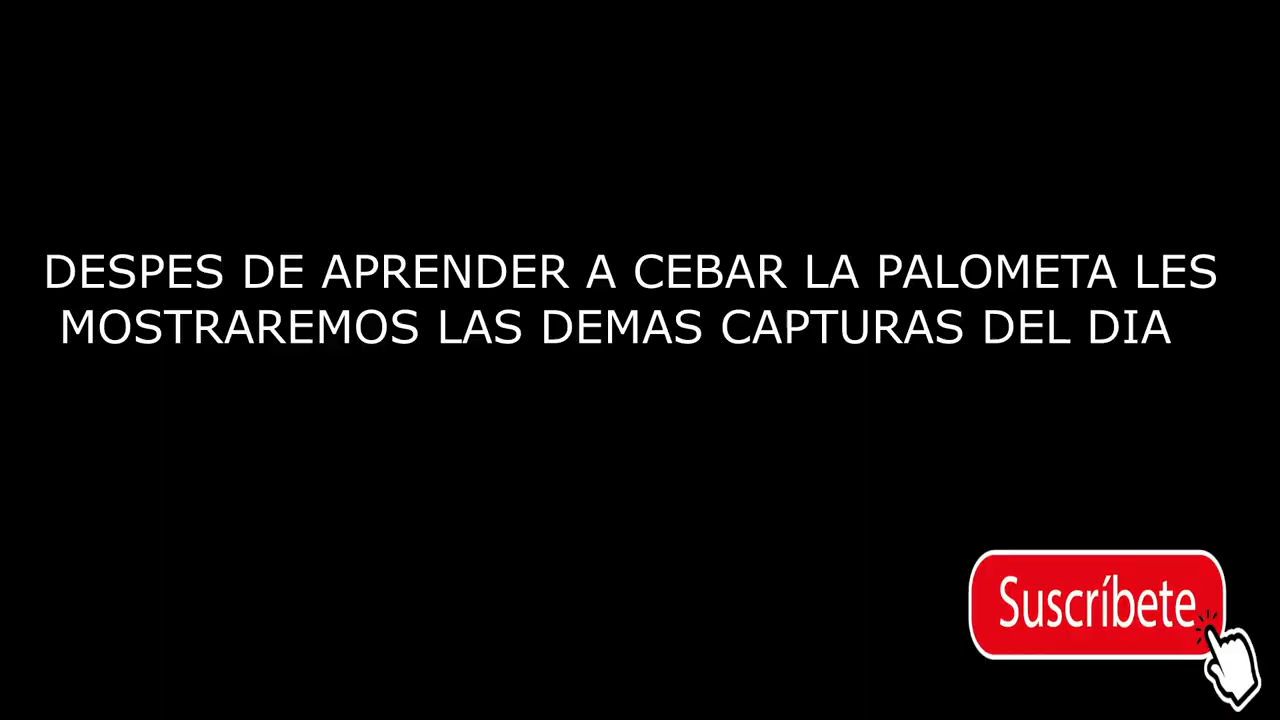 DESPES DE APRENDER A CEBAR LA PALOMETA LES
MOSTRAREMOS LAS DEMAS CAPTURAS DEL DIA
Suscríbete